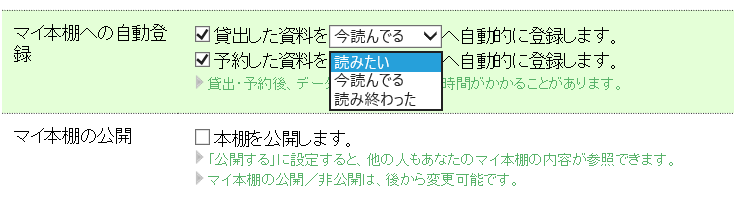 マイ本棚への自動登録
貸出した資料を 今読んでる へ自動的に登録します。
予約した資料を へ自動的に登録します。
読みたい
今読んでる
読み終わった
貸出・予約後、デー 時間がかかることがあります。
マイ本棚の公開
本棚を公開します。
「公開する」に設定すると、他の人もあなたのマイ本棚の内容が参照できます。
マイ本棚の公開／非公開は、後から変更可能です。